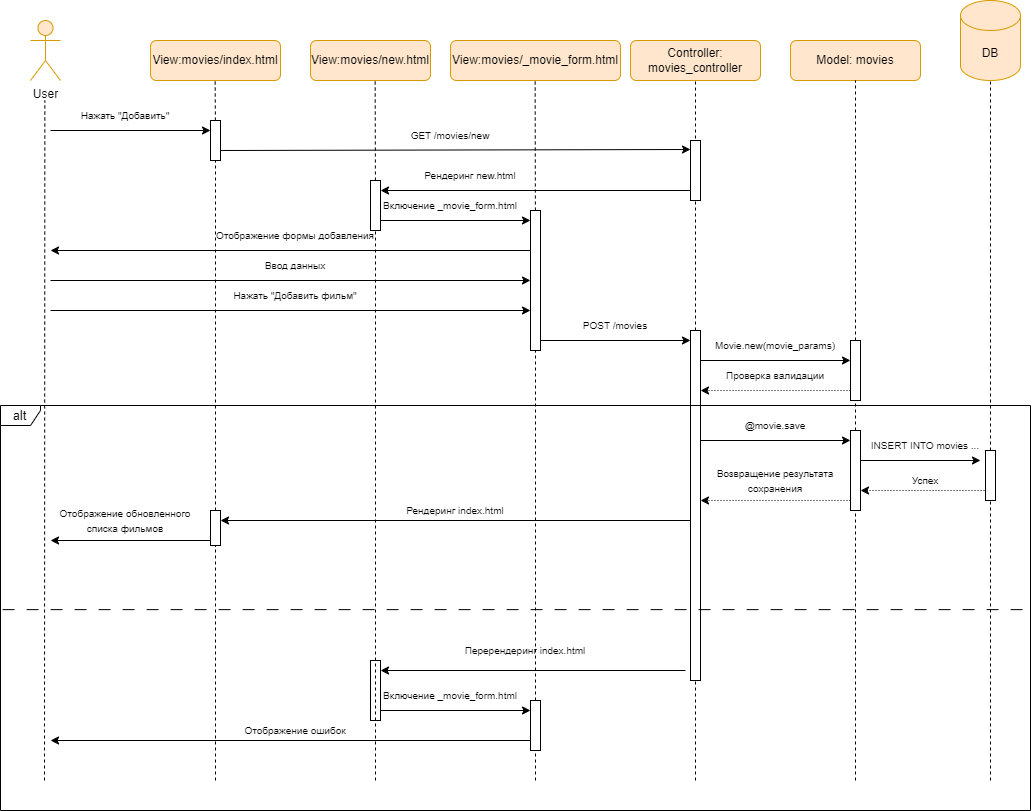 DB
View:movies/index.html
View:movies/new.html
View:movies/_movie_form.html
Controller:
movies_controller
Model: movies
User
Нажать "Добавить"
GET /movies/new
Рендеринг new.html
Включение _movie_form.html
Отображение формы добавления
Ввод данных
Нажать "Добавить фильм"
POST /movies
Movie.new(movie_params)
Проверка валидации
alt
@movie.save
INSERT INTO movies ...
Возвращение результата
сохранения
Успех
Отображение обновленного
списка фильмов
Рендеринг index.html
Перерендеринг index.html
Включение _movie_form.html
Отображение ошибок